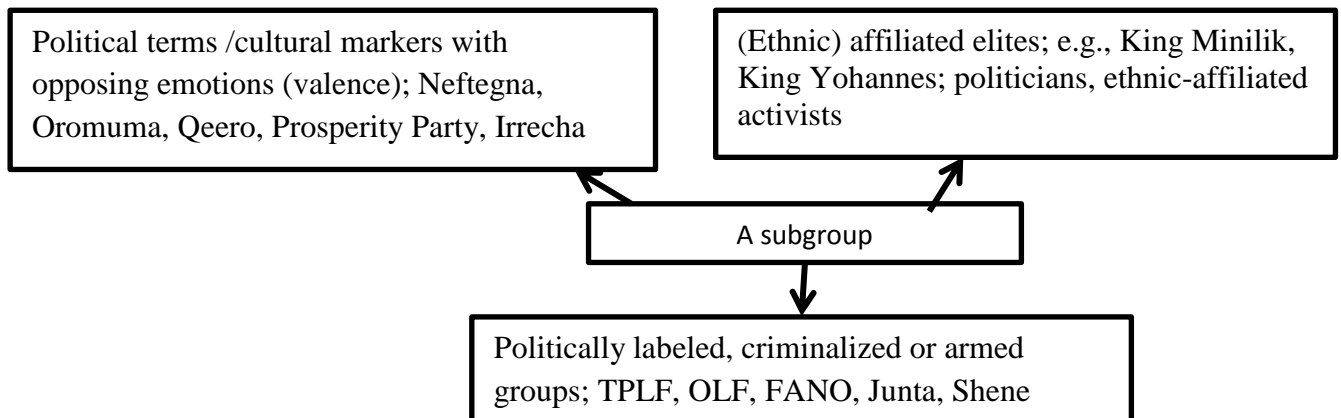 Political terms /cultural markers with
opposing emotions (valence); Neftegna,
Oromuma, Qeero, Prosperity Party, Irrecha
(Ethnic) affiliated elites; e.g., King Minilik,
King Yohannes; politicians, ethnic-affiliated
activists
A subgroup
Politically labeled, criminalized or armed
groups; TPLF, OLF, FANO, Junta, Shene